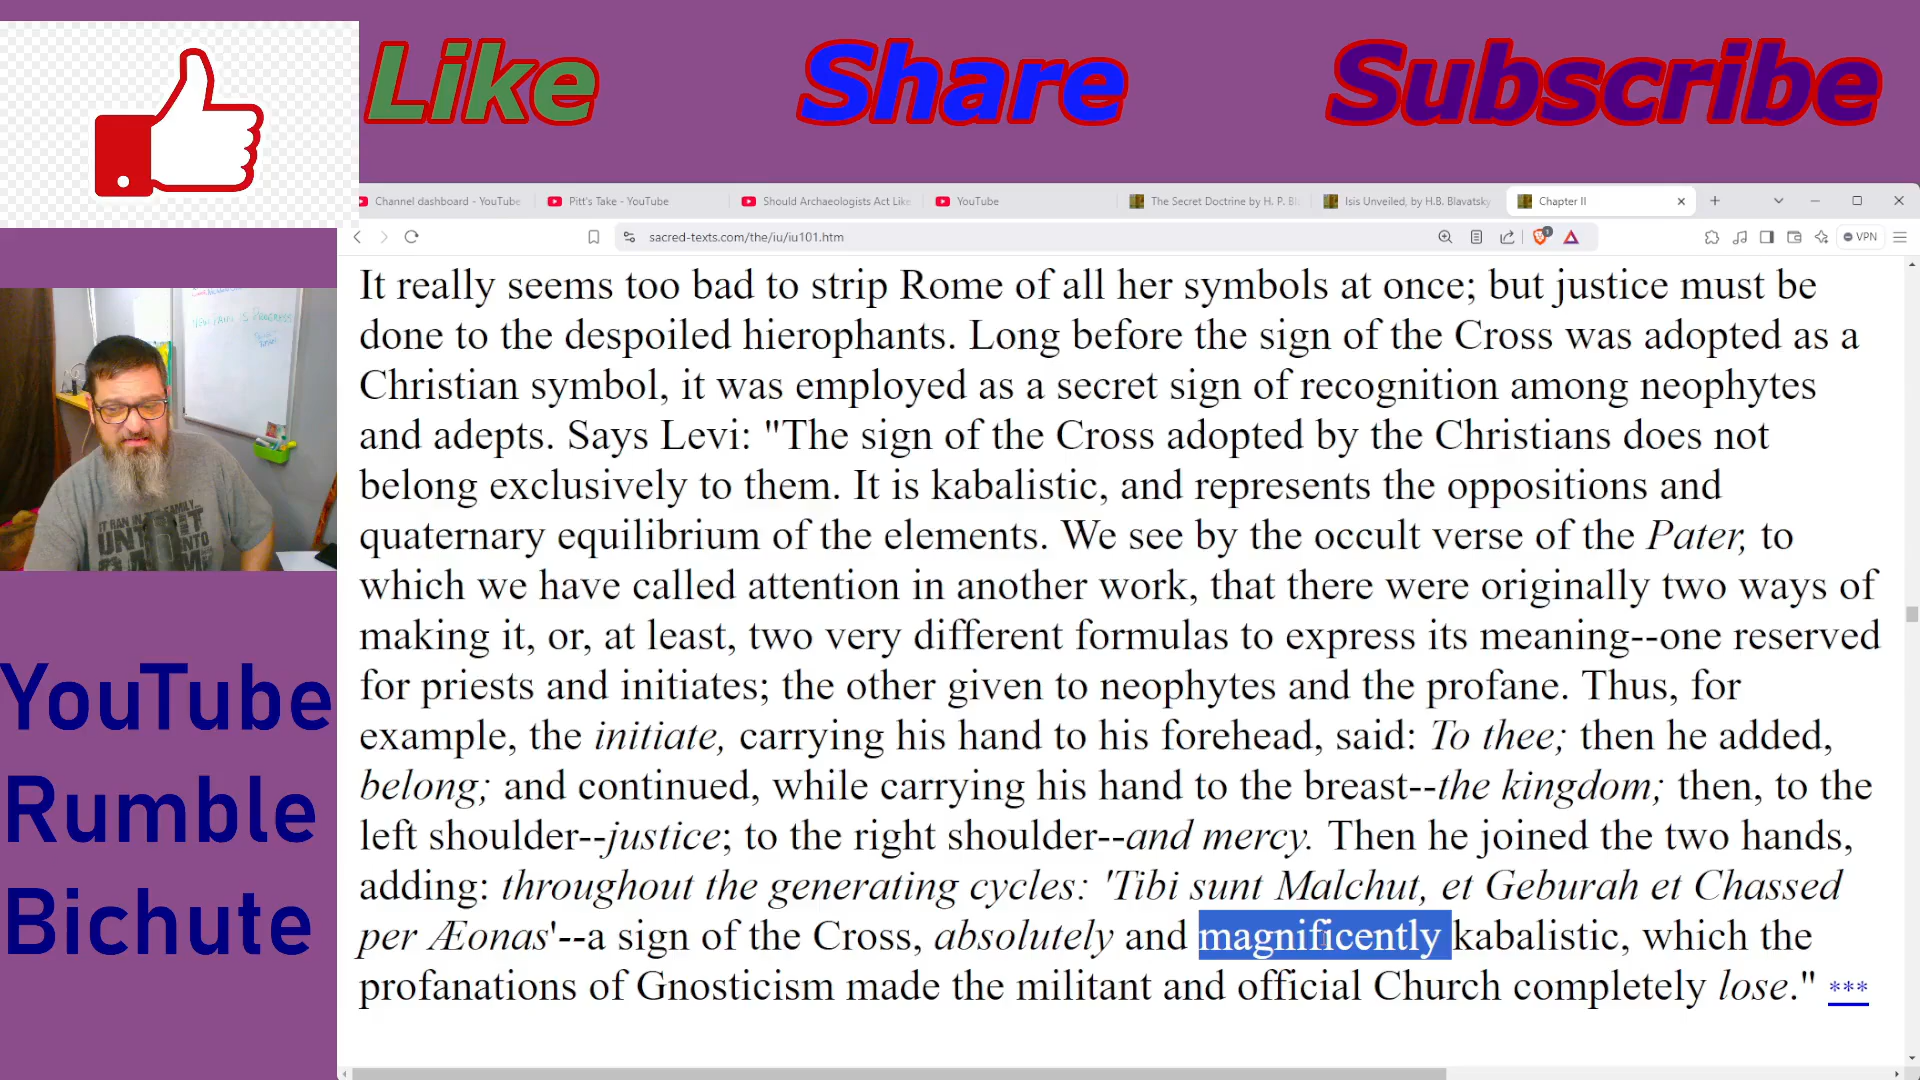 Like Share Subscribe
Channel dashboard - YouTube
Pitt's Take - YouTube
Should Archaeologists Act Like
YouTube
The Secret Doctrine by H. P. Bl
Isis Unveiled, by H.B. Blavatsky
Chapter II
sacred-texts.com/the/iu/iu101.htm
VPN
It really seems too bad to strip Rome of all her symbols at once; but justice must be
done to the despoiled hierophants. Long before the sign of the Cross was adopted as a
Christian symbol, it was employed as a secret sign of recognition among neophytes
and adepts. Says Levi: "The sign of the Cross adopted by the Christians does not
belong exclusively to them. It is kabalistic, and represents the oppositions and
quaternary equilibrium of the elements. We see by the occult verse of the Pater, to
which we have called attention in another work, that there were originally two ways of
making it, or, at least, two very different formulas to express its meaning--one reserved
for priests and initiates; the other given to neophytes and the profane. Thus, for
example, the initiate, carrying his hand to his forehead, said: To thee; then he added,
belong; and continued, while carrying his hand to the breast--the kingdom; then, to the
left shoulder--justice; to the right shoulder--and mercy. Then he joined the two hands,
adding: throughout the generating cycles: 'Tibi sunt Malchut, et Geburah et Chassed
per Æonas'--a sign of the Cross, absolutely and magnificently kabalistic, which the
profanations of Gnosticism made the militant and official Church completely lose." ***
IT RAN IN THE FAMILY
YouTube
Rumble
Bichute